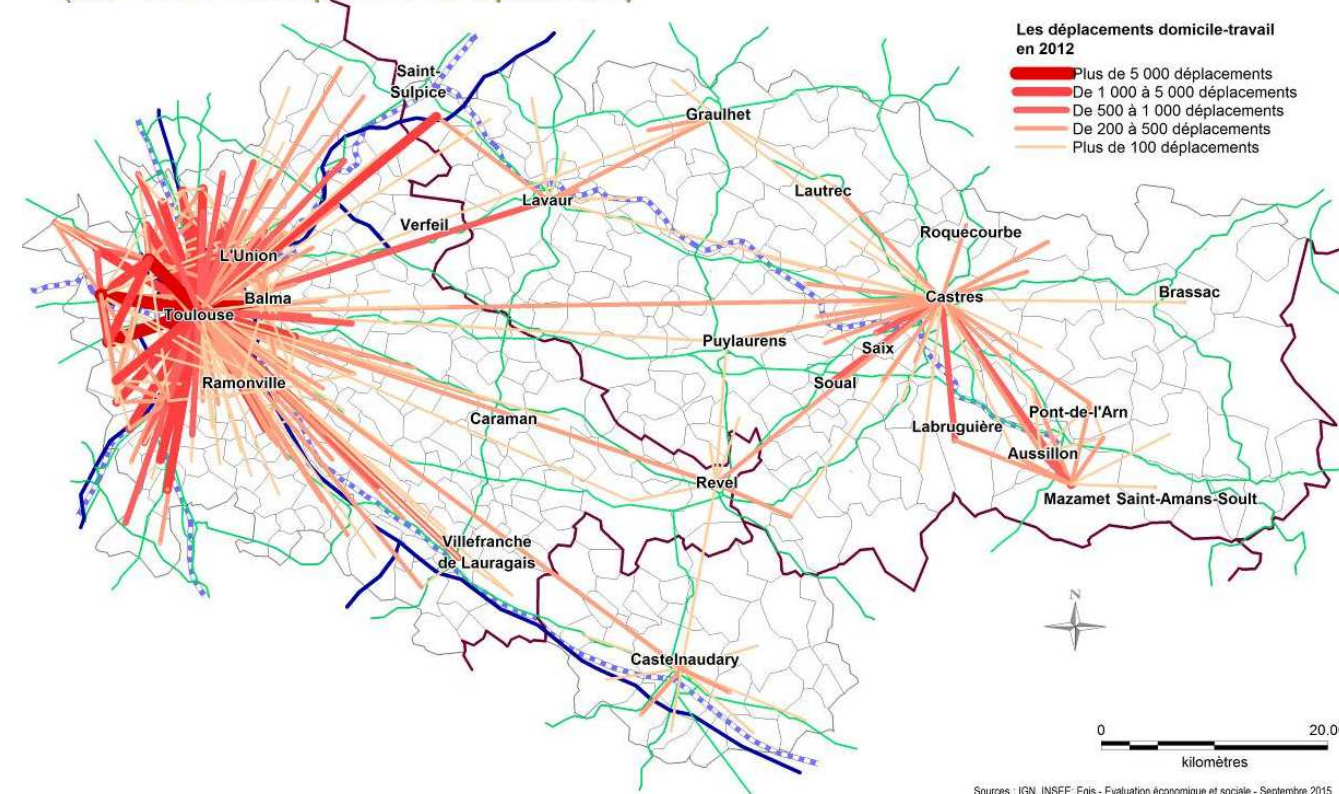 Les déplacements domicile-travail
en 2012
Plus de 5 000 déplacements
De 1 000 à 5 000 déplacements
De 500 à 1 000 déplacements
De 200 à 500 déplacements
Plus de 100 déplacements
Saint-
Sulpice
Graulhet
Lautrec
Lavaur
Verfeil
Roquecourbe
L'Union
Balma
Castres
Brassac
Toulouse
Puylaurens
Saïx
Ramonville
Soual
Caraman
Pont-de-l'Arn
Labruguière
Aussillon
Revel
Mazamet Saint-Amans-Soult
Villefranche
de Lauragais
N
Castelnaudary
0 20.0
kilomètres
Sources : IGN, INSEE; Egis - Evaluation économique et sociale - Septembre 2015